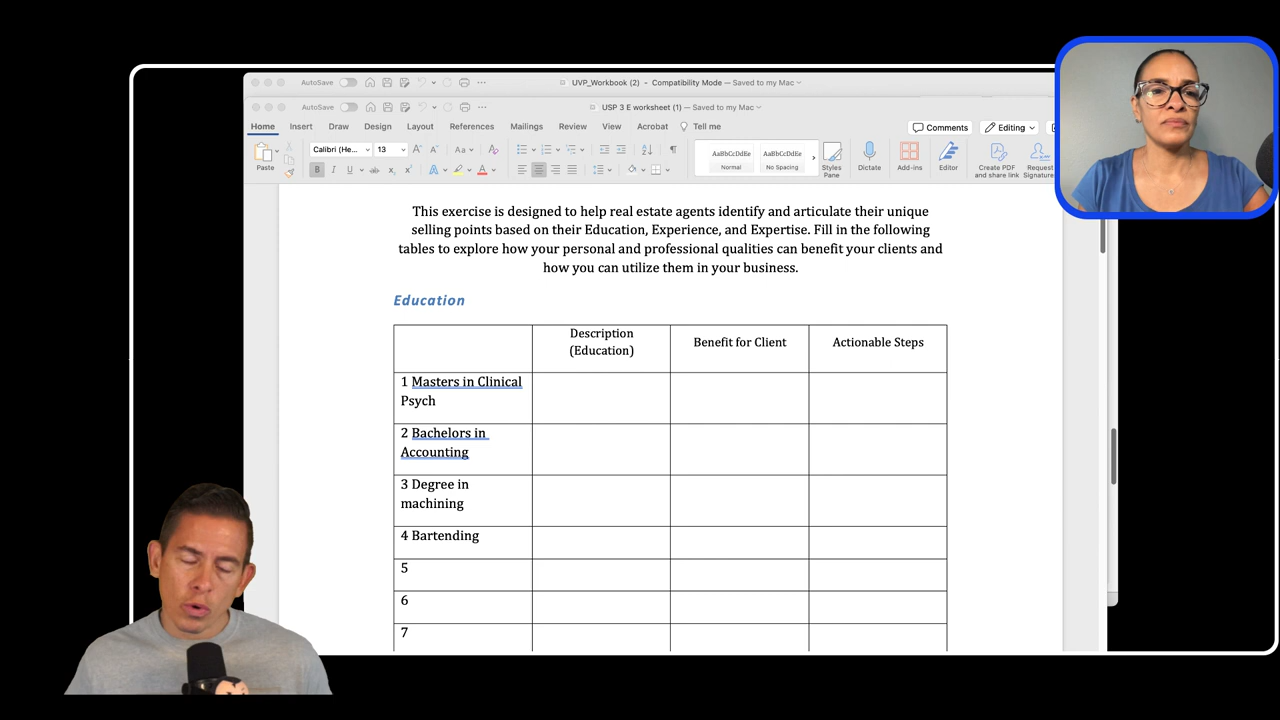 AutoSave
UVP_Workbook (2) - Compatibility Mode — Saved to my Mac
AutoSave
USP 3 E worksheet (1) — Saved to my Mac
Home Insert Draw Design Layout References Mailings Review View Acrobat Tell me
Comments Editing
Paste
Calibri (He... 13
AaBbCcDdEe AaBbCcDdEe
Normal No Spacing
Styles Pane
Dictate
Add-ins
Editor
Create PDF and share link
Request Signature
This exercise is designed to help real estate agents identify and articulate their unique
selling points based on their Education, Experience, and Expertise. Fill in the following
tables to explore how your personal and professional qualities can benefit your clients and
how you can utilize them in your business.
Education
Description
(Education)
Benefit for Client
Actionable Steps
1 Masters in Clinical
Psych
2 Bachelors in
Accounting
3 Degree in
machining
4 Bartending
5
6
7